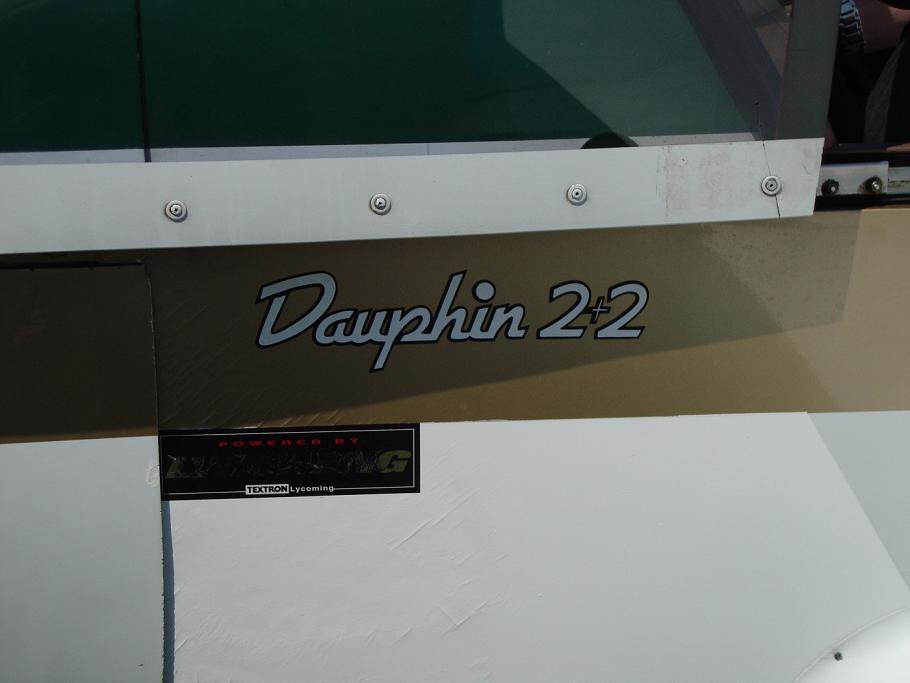 Dauphin 2+2
POWERED BY
TEXTRON Lycoming